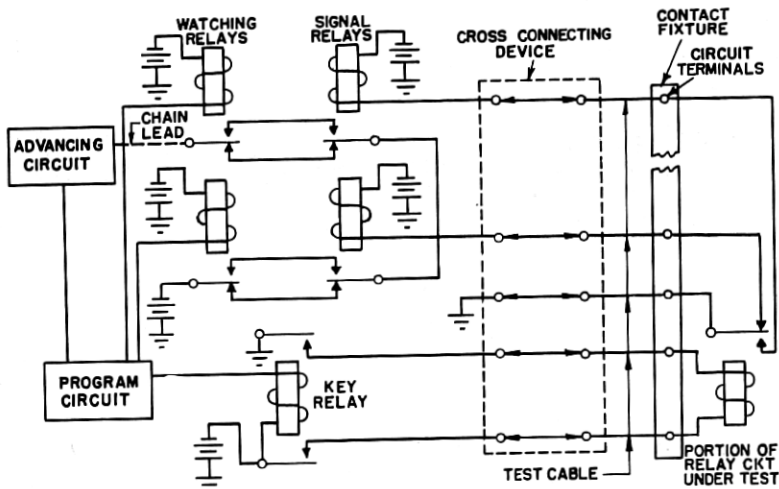 WATCHING
RELAYS
SIGNAL
RELAYS
CROSS CONNECTING
DEVICE
CONTACT
FIXTURE
CIRCUIT
TERMINALS
CHAIN
LEAD
ADVANCING
CIRCUIT
PROGRAM
CIRCUIT
KEY
RELAY
TEST CABLE
PORTION OF
RELAY CKT
UNDER TEST